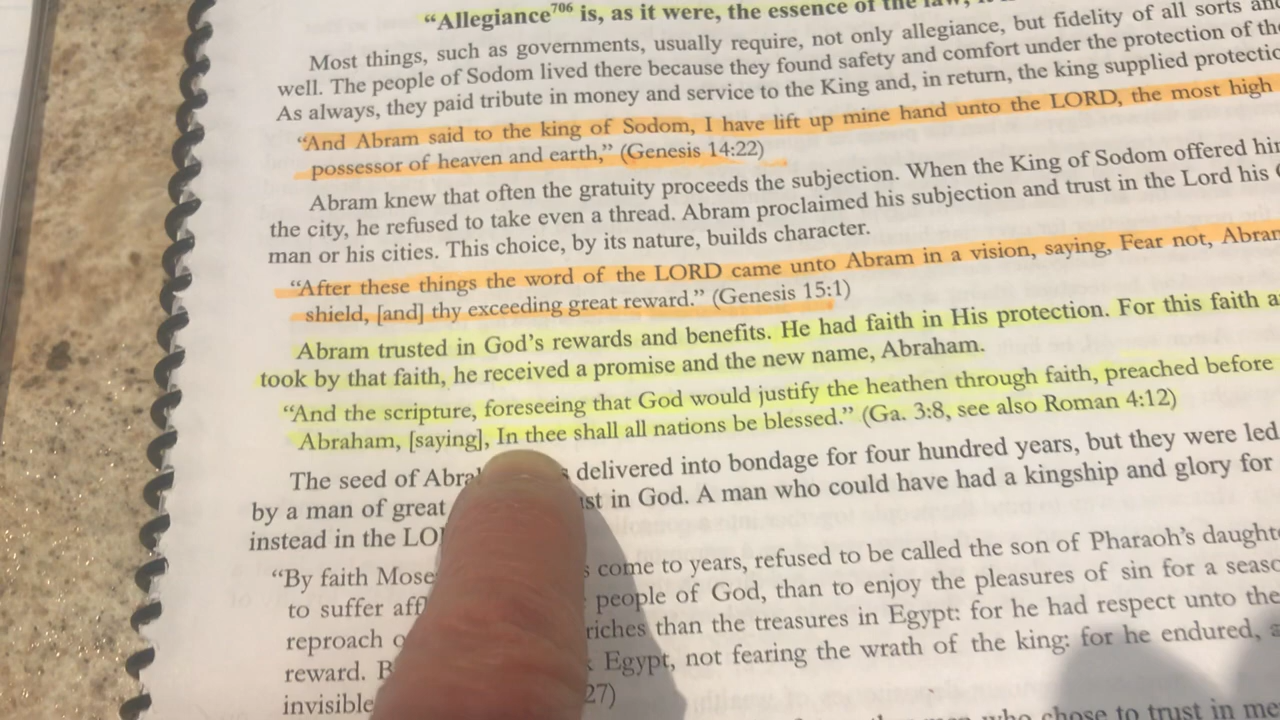 “Allegiance706 is, as it were, the essence of the law,
Most things, such as governments, usually require, not only allegiance, but fidelity of all sorts and
well. The people of Sodom lived there because they found safety and comfort under the protection of the
As always, they paid tribute in money and service to the King and, in return, the king supplied protectio
“And Abram said to the king of Sodom, I have lift up mine hand unto the LORD, the most high
possessor of heaven and earth,” (Genesis 14:22)
Abram knew that often the gratuity proceeds the subjection. When the King of Sodom offered hi
the city, he refused to take even a thread. Abram proclaimed his subjection and trust in the Lord his
man or his cities. This choice, by its nature, builds character.
“After these things the word of the LORD came unto Abram in a vision, saying, Fear not, Abram
shield, [and] thy exceeding great reward.” (Genesis 15:1)
Abram trusted in God’s rewards and benefits. He had faith in His protection. For this faith a
took by that faith, he received a promise and the new name, Abraham.
“And the scripture, foreseeing that God would justify the heathen through faith, preached before
Abraham, [saying], In thee shall all nations be blessed.” (Ga. 3:8, see also Roman 4:12)
The seed of Abra s delivered into bondage for four hundred years, but they were led
by a man of great ust in God. A man who could have had a kingship and glory for
instead in the LO
“By faith Mose s come to years, refused to be called the son of Pharaoh’s daught
to suffer aff people of God, than to enjoy the pleasures of sin for a seaso
reproach o riches than the treasures in Egypt: for he had respect unto the
reward. B Egypt, not fearing the wrath of the king: for he endured, a
invisible 27)
who chose to trust in me